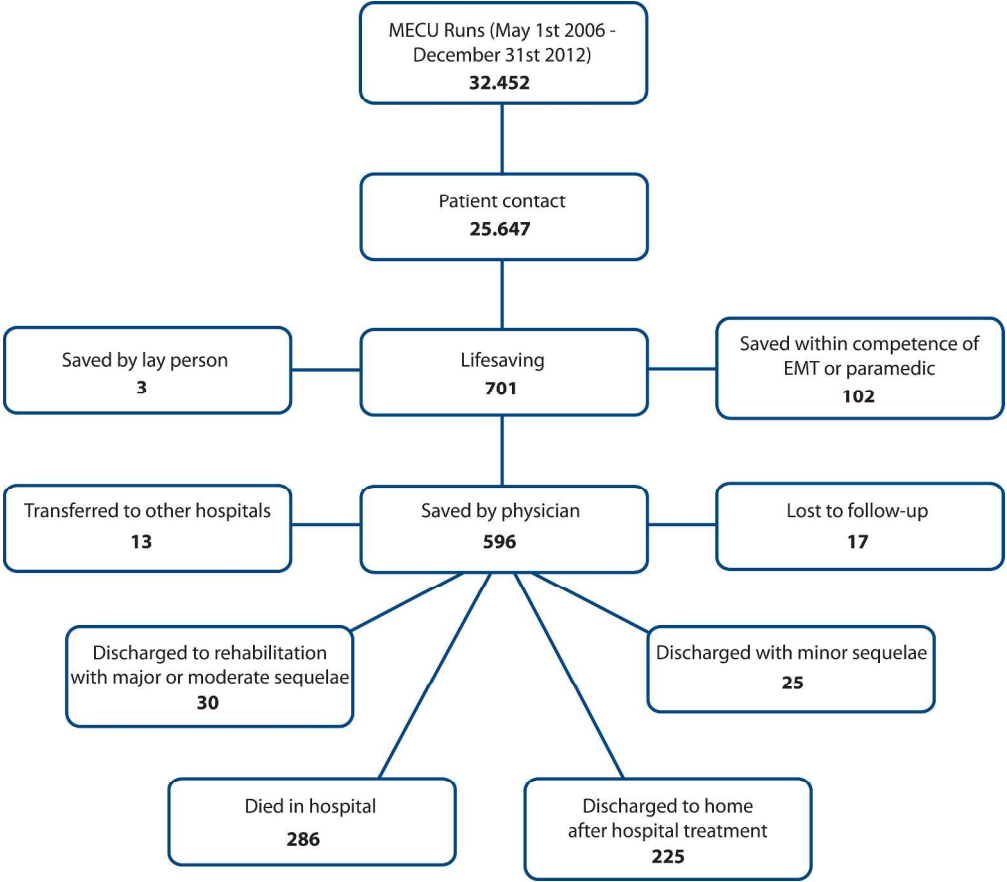 MECU Runs (May 1st 2006 -
December 31st 2012)
32.452
Patient contact
25.647
Saved by lay person
3
Lifesaving
701
Saved within competence of
EMT or paramedic
102
Transferred to other hospitals
13
Saved by physician
596
Lost to follow-up
17
Discharged to rehabilitation
with major or moderate sequelae
30
Discharged with minor sequelae
25
Died in hospital
286
Discharged to home
after hospital treatment
225